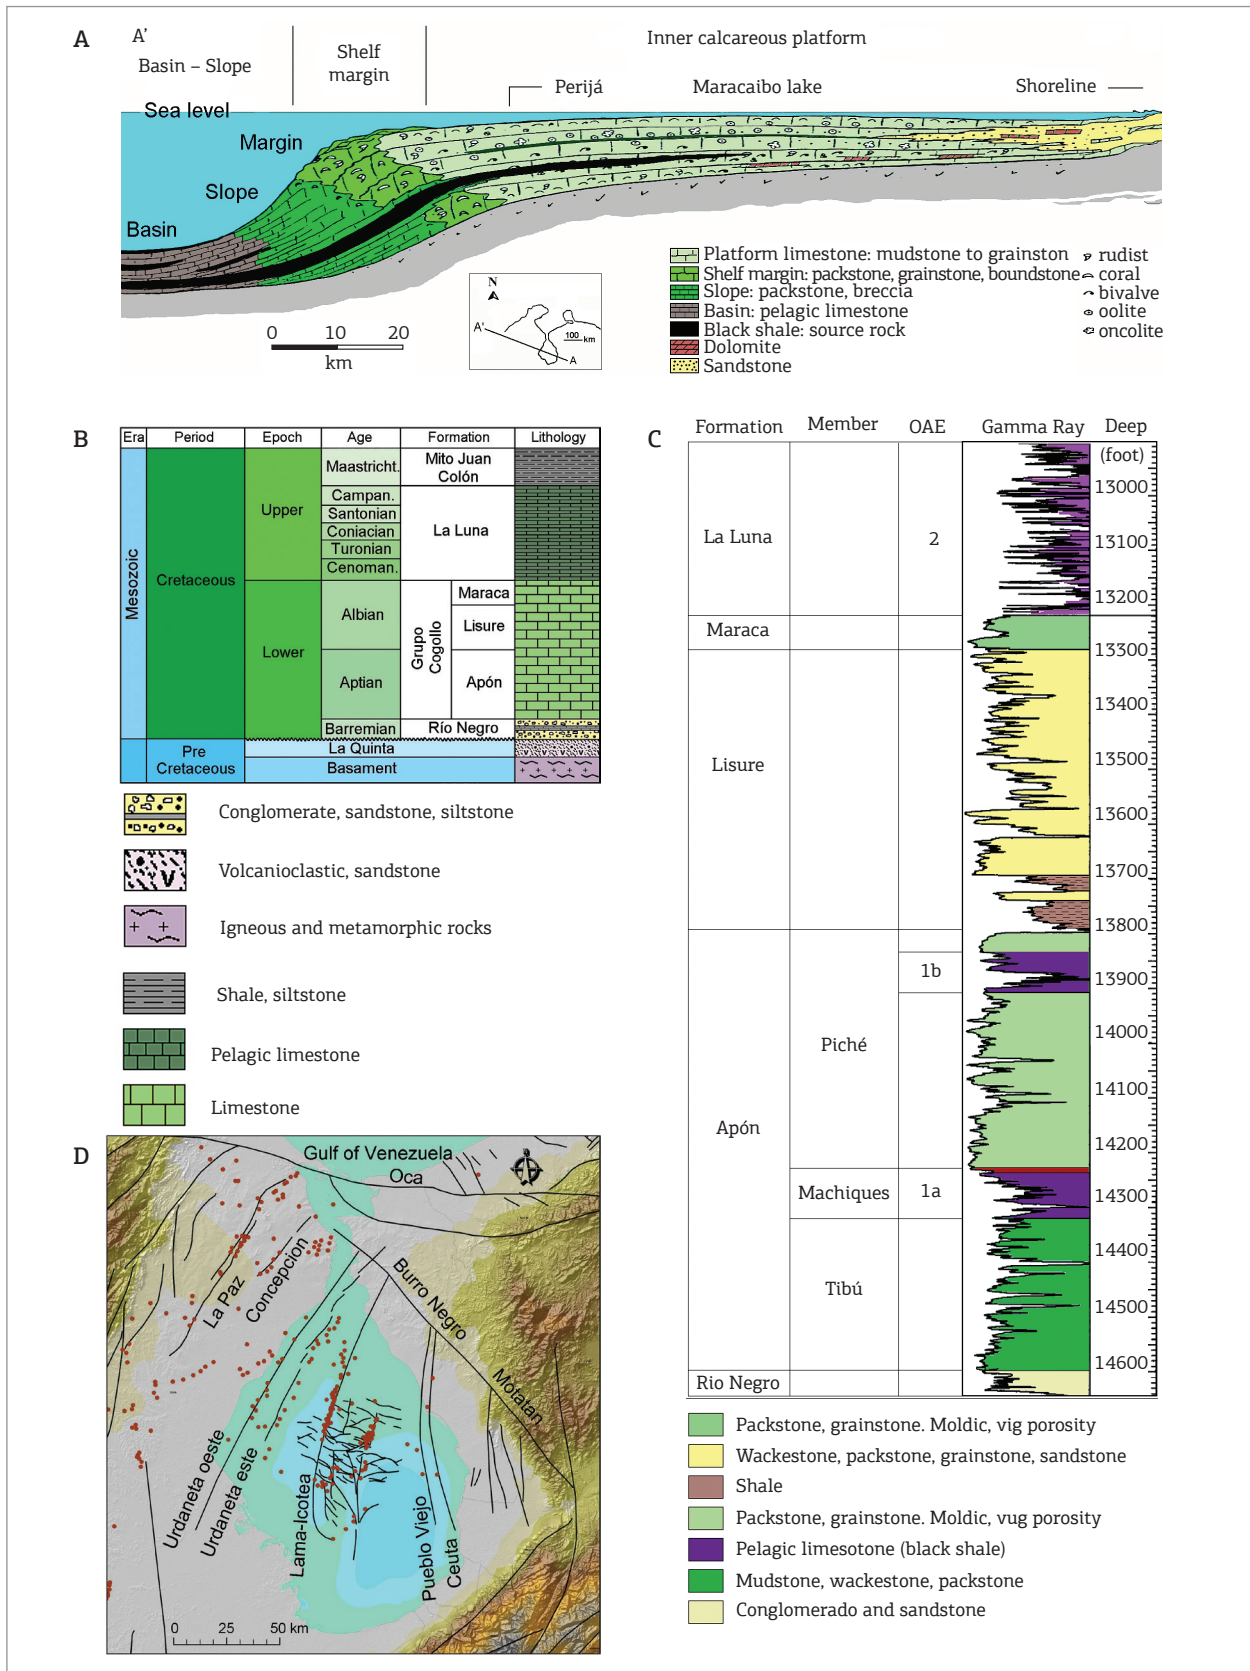 A
A'
Basin – Slope
Shelf
margin
Inner calcareous platform
Perijá
Maracaibo lake
Shoreline
Sea level
Margin
Slope
Basin
0 10 20
km
N
A'
A
100 km
Platform limestone: mudstone to grainston
Shelf margin: packstone, grainstone, boundstone
Slope: packstone, breccia
Basin: pelagic limestone
Black shale: source rock
Dolomite
Sandstone
rudist
coral
bivalve
oolite
oncolite
B
Era Period Epoch Age Formation Lithology
Mesozoic
Cretaceous
Upper
Maastricht.
Mito Juan
Colón
Campan.
Santonian
Coniacian
Turonian
Cenoman.
La Luna
Lower
Albian
Aptian
Barremian
Grupo
Cogollo
Maraca
Lisure
Apón
Río Negro
Pre
Cretaceous
La Quinta
Basament
Conglomerate, sandstone, siltstone
Volcanioclastic, sandstone
Igneous and metamorphic rocks
Shale, siltstone
Pelagic limestone
Limestone
C
Formation Member OAE Gamma Ray Deep
(foot)
La Luna
2
Maraca
Lisure
Apón
Piché
1b
Machiques
1a
Tibú
Rio Negro
13000
13100
13200
13300
13400
13500
13600
13700
13800
13900
14000
14100
14200
14300
14400
14500
14600
Packstone, grainstone. Moldic, vig porosity
Wackestone, packstone, grainstone, sandstone
Shale
Packstone, grainstone. Moldic, vug porosity
Pelagic limesotone (black shale)
Mudstone, wackestone, packstone
Conglomerado and sandstone
D
Gulf of Venezuela
Oca
La Paz
Concepcion
Burro Negro
Motatan
Urdaneta oeste
Urdaneta este
Lama-Icotea
Pueblo Viejo
Ceuta
0 25 50 km